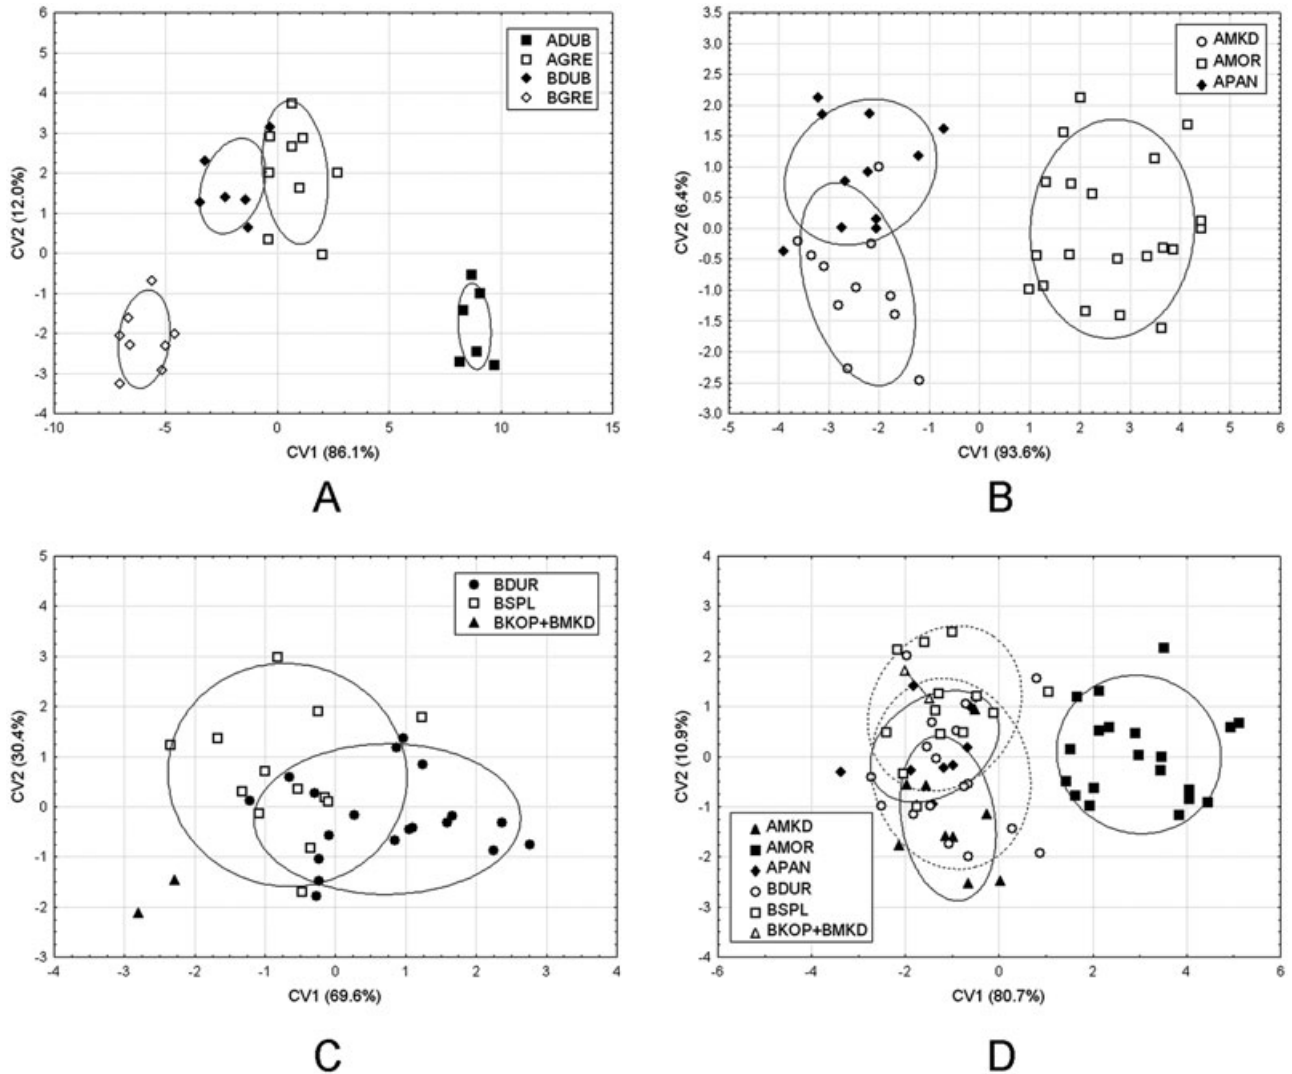 6
5
4
3
2
1
0
-1
-2
-3
-4
CV2 (12.0%)
ADUB
AGRE
BDUB
BGRE
-10 -5 0 5 10 15
CV1 (86.1%)
A
3.5
3.0
2.5
2.0
1.5
1.0
0.5
0.0
-0.5
-1.0
-1.5
-2.0
-2.5
-3.0
CV2 (6.4%)
AMKD
AMOR
APAN
-5 -4 -3 -2 -1 0 1 2 3 4 5 6
CV1 (93.6%)
B
5
4
3
2
1
0
-1
-2
-3
CV2 (30.4%)
BDUR
BSPL
BKOP+BMKD
-4 -3 -2 -1 0 1 2 3 4
CV1 (69.6%)
C
4
3
2
1
0
-1
-2
-3
-4
CV2 (10.9%)
AMKD
AMOR
APAN
BDUR
BSPL
BKOP+BMKD
-6 -4 -2 0 2 4 6
CV1 (80.7%)
D